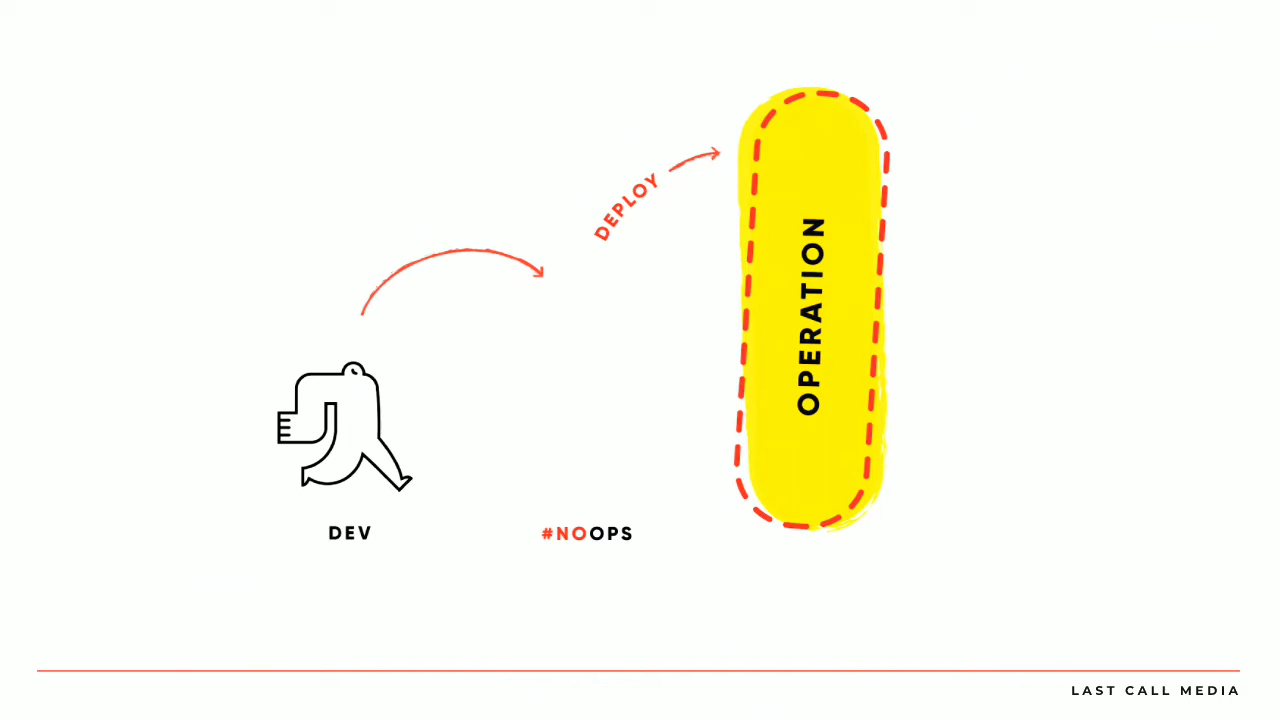 DEPLOY
OPERATION
DEV
#NOOPS
LAST CALL MEDIA